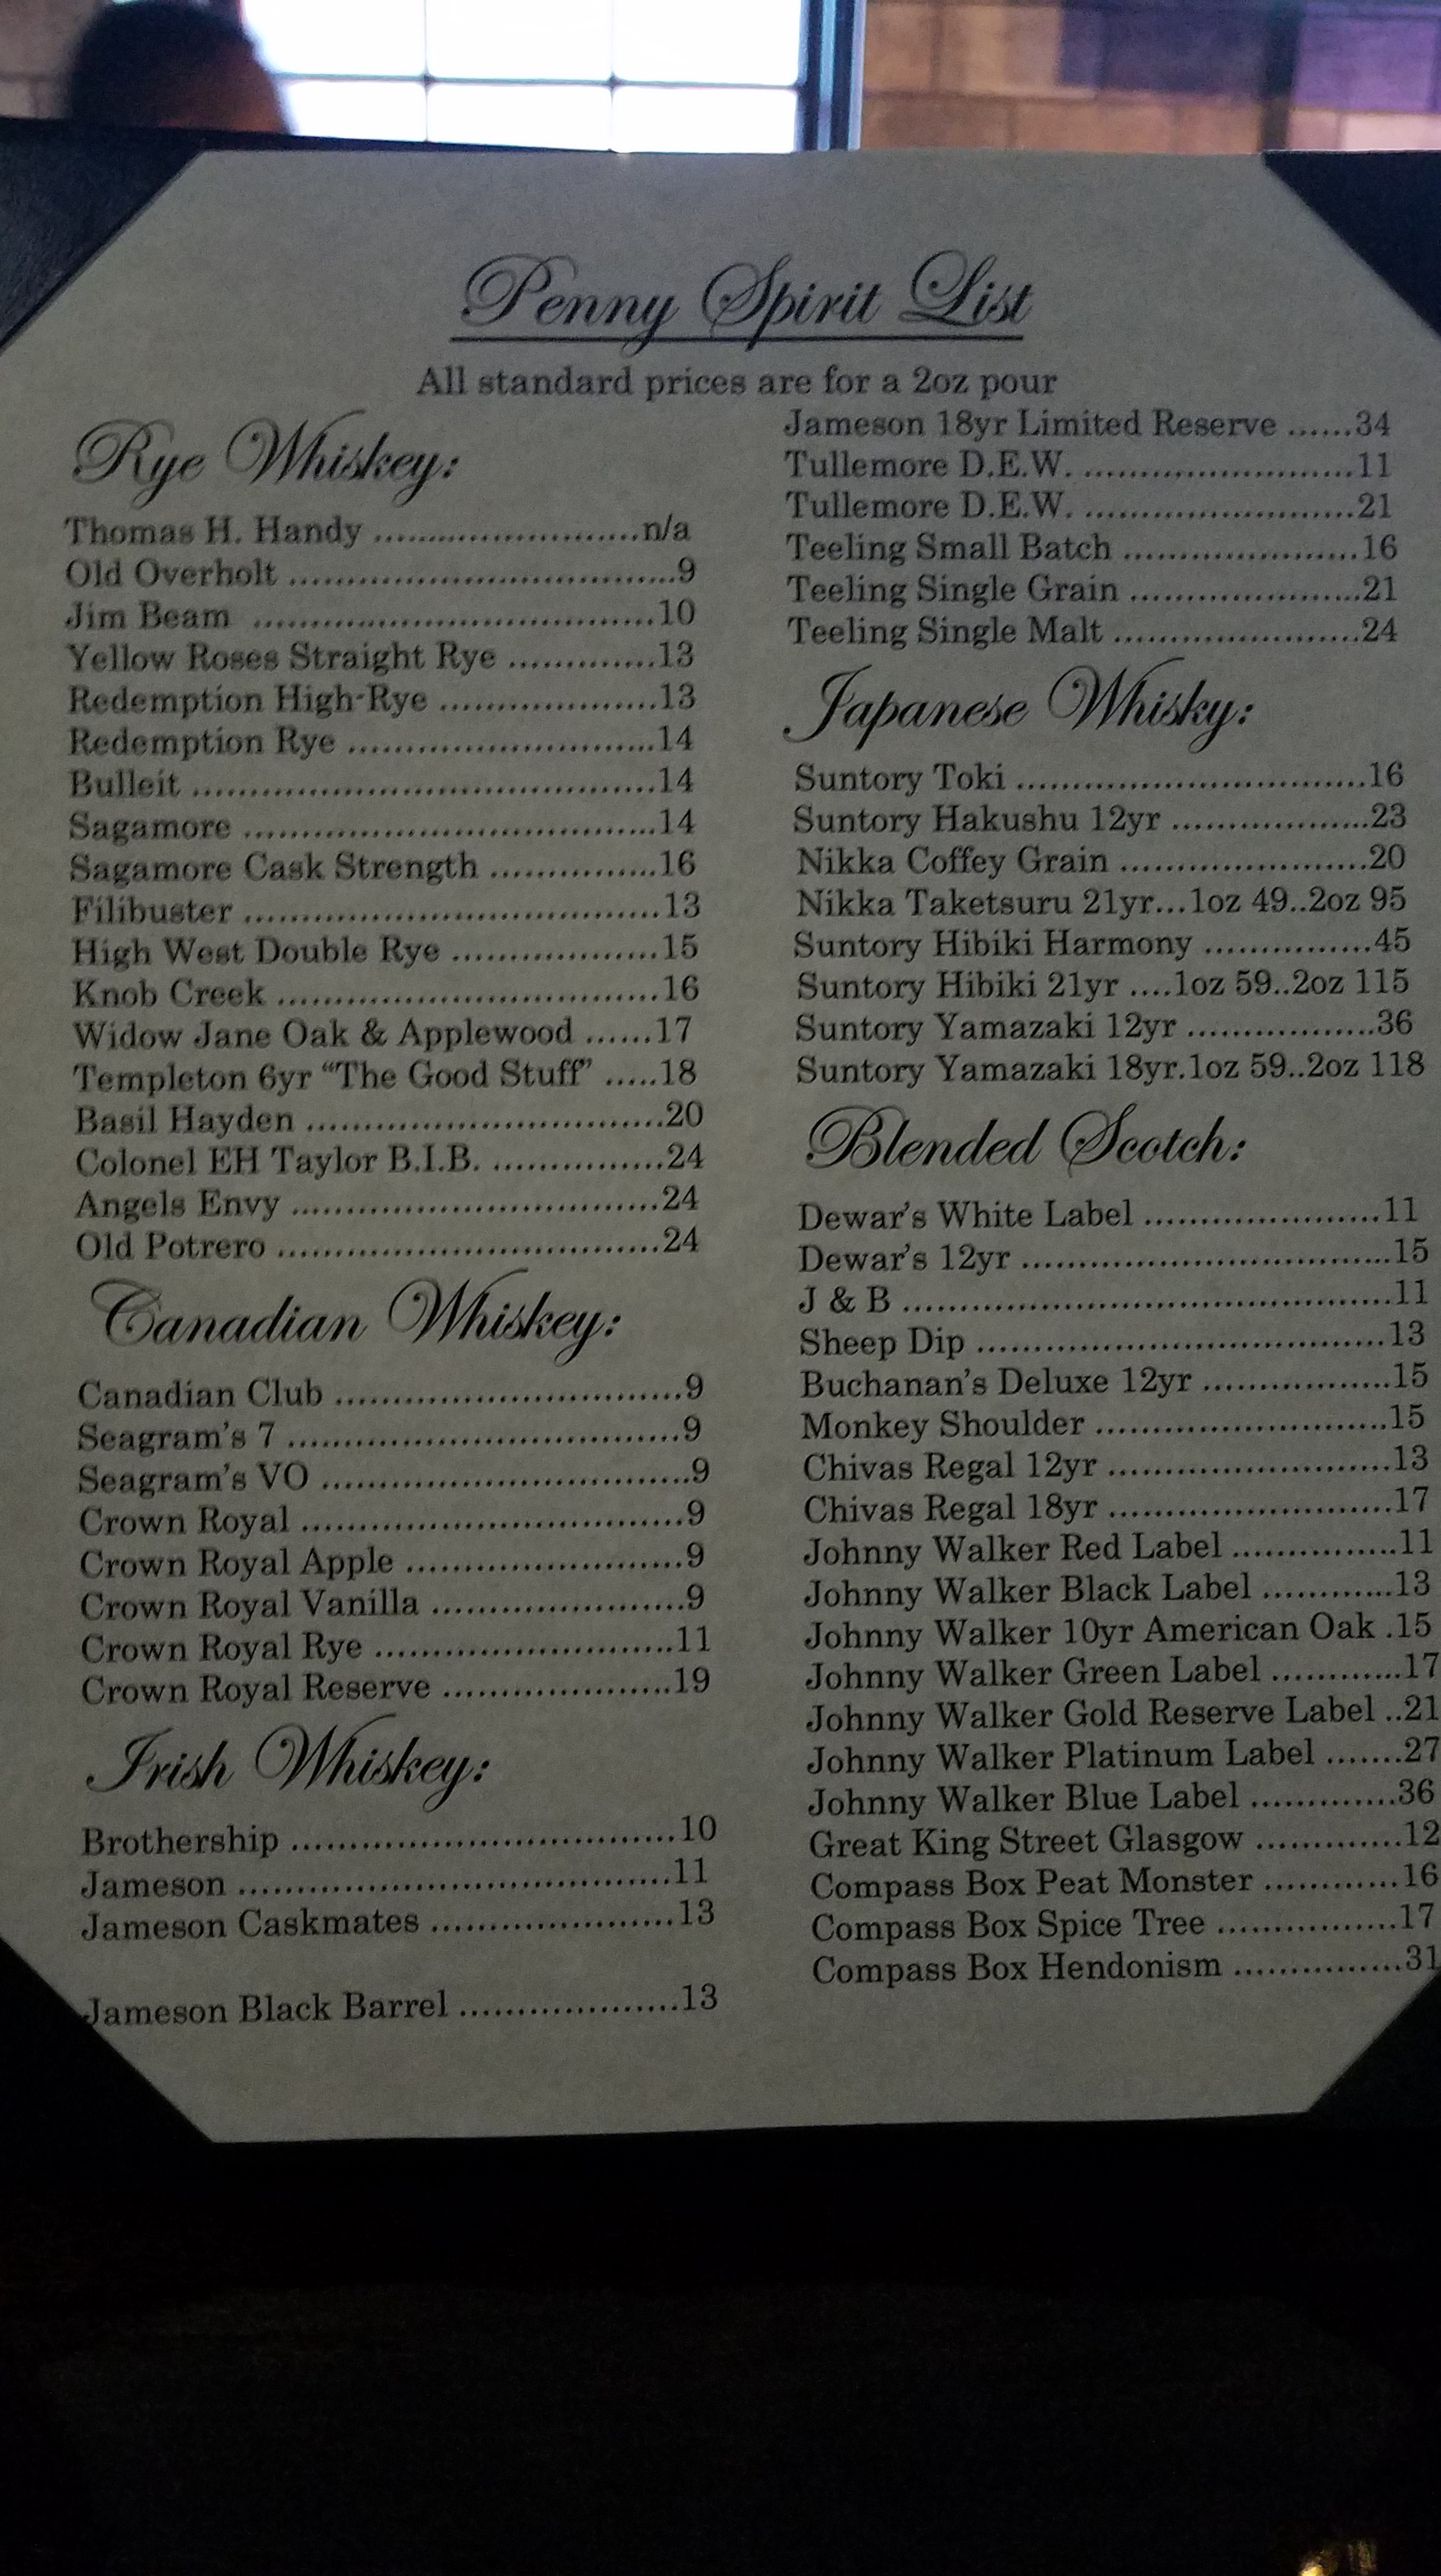 Penny Spirit List
All standard prices are for a 2oz pour
Rye Whiskey:
Thomas H. Handy .............................n/a
Old Overholt ..........................................9
Jim Beam ...................................10
Yellow Roses Straight Rye .............13
Redemption High-Rye ...................13
Redemption Rye ...........................14
Bulleit ........................................14
Sagamore ....................................14
Sagamore Cask Strength ...............16
Filibuster ....................................13
High West Double Rye ..................15
Knob Creek .................................16
Widow Jane Oak & Applewood ......17
Templeton 6yr “The Good Stuff” .....18
Basil Hayden ...............................20
Colonel EH Taylor B.I.B. ...............24
Angels Envy ................................24
Old Potrero .................................24
Canadian Whiskey:
Canadian Club ..............................9
Seagram’s 7 ..................................9
Seagram’s VO ................................9
Crown Royal .................................9
Crown Royal Apple ........................9
Crown Royal Vanilla ......................9
Crown Royal Rye ..........................11
Crown Royal Reserve ....................19
Irish Whiskey:
Brothership .................................10
Jameson ......................................11
Jameson Caskmates .....................13
Jameson Black Barrel ...................13
Jameson 18yr Limited Reserve ......34
Tullemore D.E.W. ........................11
Tullemore D.E.W. ........................21
Teeling Small Batch .....................16
Teeling Single Grain .....................21
Teeling Single Malt ......................24
Japanese Whisky:
Suntory Toki ...............................16
Suntory Hakushu 12yr ..................23
Nikka Coffey Grain ......................20
Nikka Taketsuru 21yr...1oz 49..2oz 95
Suntory Hibiki Harmony ...............45
Suntory Hibiki 21yr ....1oz 59..2oz 115
Suntory Yamazaki 12yr .................36
Suntory Yamazaki 18yr.1oz 59..2oz 118
Blended Scotch:
Dewar’s White Label .....................11
Dewar’s 12yr ................................15
J & B ..........................................11
Sheep Dip ....................................13
Buchanan’s Deluxe 12yr .................15
Monkey Shoulder ..........................15
Chivas Regal 12yr .........................13
Chivas Regal 18yr .........................17
Johnny Walker Red Label ...............11
Johnny Walker Black Label ............13
Johnny Walker 10yr American Oak .15
Johnny Walker Green Label ............17
Johnny Walker Gold Reserve Label ..21
Johnny Walker Platinum Label .......27
Johnny Walker Blue Label .............36
Great King Street Glasgow .............12
Compass Box Peat Monster ............16
Compass Box Spice Tree ................17
Compass Box Hendonism ...............31